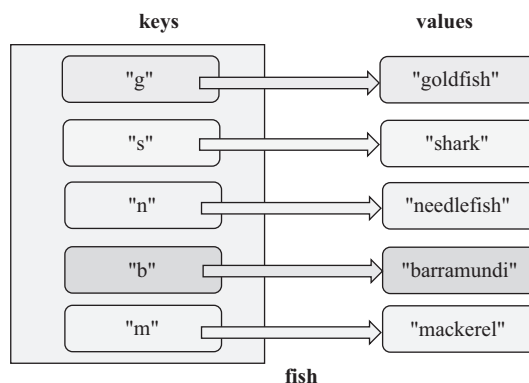 keys values
"g" "goldfish"
"s" "shark"
"n" "needlefish"
"b" "barramundi"
"m" "mackerel"
fish